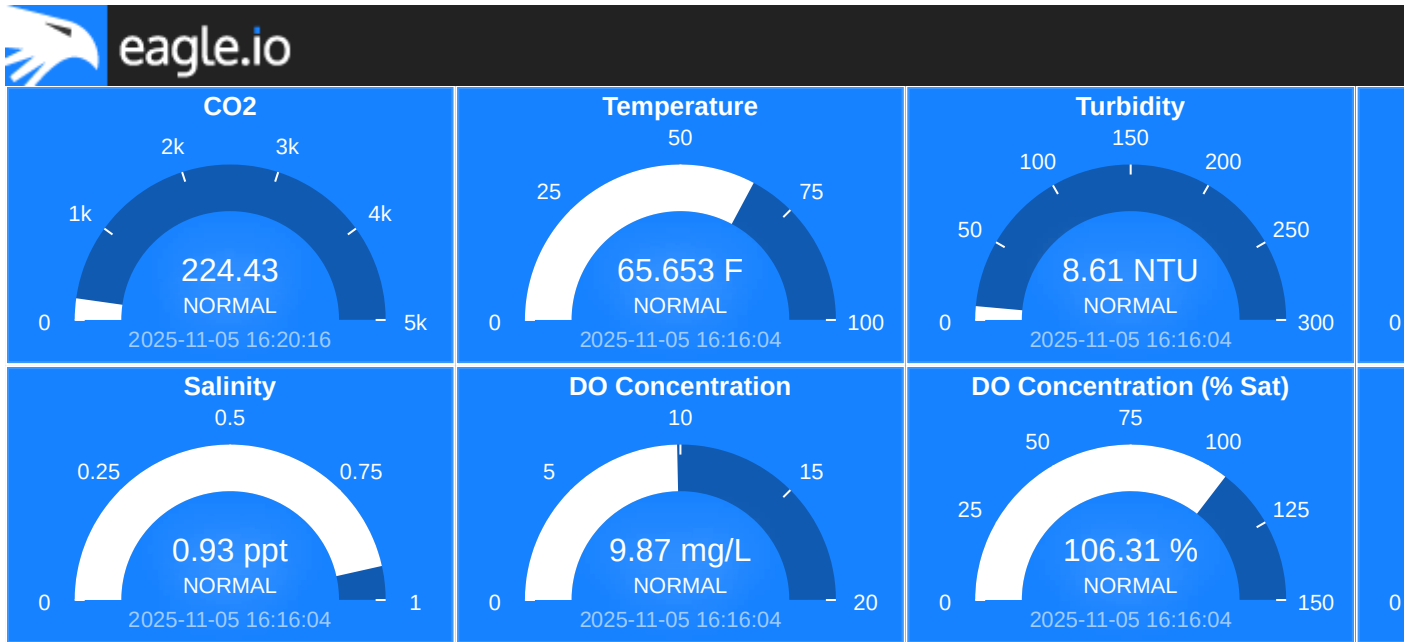 eagle.io
CO2
0
1k
2k
3k
4k
5k
224.43
NORMAL
2025-11-05 16:20:16
Temperature
0
25
50
75
100
65.653 F
NORMAL
2025-11-05 16:16:04
Turbidity
0
50
100
150
200
250
300
8.61 NTU
NORMAL
2025-11-05 16:16:04
0
Salinity
0
0.25
0.5
0.75
1
0.93 ppt
NORMAL
2025-11-05 16:16:04
DO Concentration
0
5
10
15
20
9.87 mg/L
NORMAL
2025-11-05 16:16:04
DO Concentration (% Sat)
0
25
50
75
100
125
150
106.31 %
NORMAL
2025-11-05 16:16:04
0